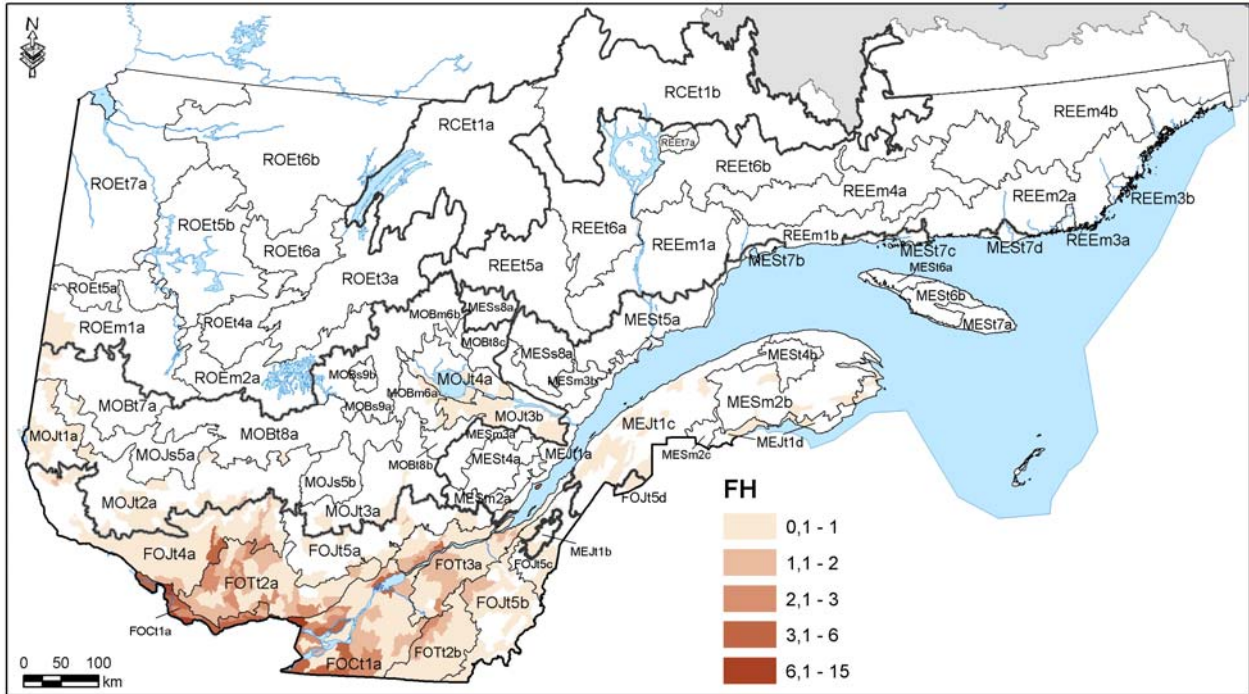 N
RCEt1b
REEm4b
RCEt1a
REEt7a
ROEt6b
REEt6b
ROEt7a
REEm4a
REEm2a
REEm3b
ROEt5b
REEt6a
REEm1a
REEm1b
ROEt6a
REEm3a
MESt7c
MESt7d
MESt7b
REEt5a
MESt6a
ROEt3a
ROEt5a
MESt6b
MESs8a
MOBm6b
MESt5a
ROEt4a
MESt7a
ROEm1a
MOBt8c
MESs8a
MESt4b
MOBs9b
ROEm2a
MOJt4a
MESm3b
MOBm6a
MESm2b
MOBt7a
MOBs9a
MOJt3b
MEJt1c
MOJt1a
MOBt8a
MESm3a
MEJt1d
MEJt1a
MESm2c
MOJs5a
MESt4a
MOBt8b
MOJs5b
FOJt5d
FH
MOJt2a
MESm2a
MOJt3a
0,1 - 1
MEJt1b
FOJt4a
FOJt5a
1,1 - 2
FOTt3a
FOJt5c
FOTt2a
2,1 - 3
FOJt5b
FOCt1a
3,1 - 6
FOTt2b
0 50 100
FOCt1a
6,1 - 15
km